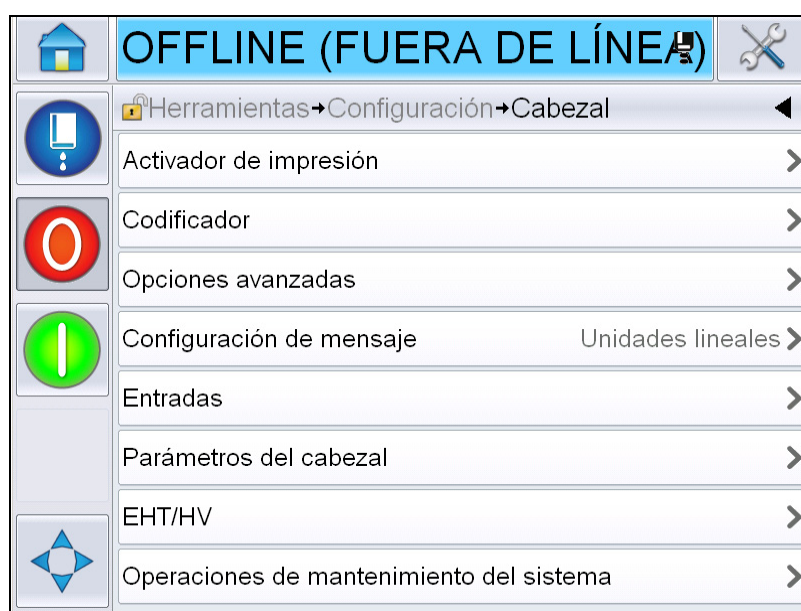 OFFLINE (FUERA DE LÍNEA)
Herramientas→Configuración→Cabezal
Activador de impresión
Codificador
Opciones avanzadas
Configuración de mensaje Unidades lineales
Entradas
Parámetros del cabezal
EHT/HV
Operaciones de mantenimiento del sistema